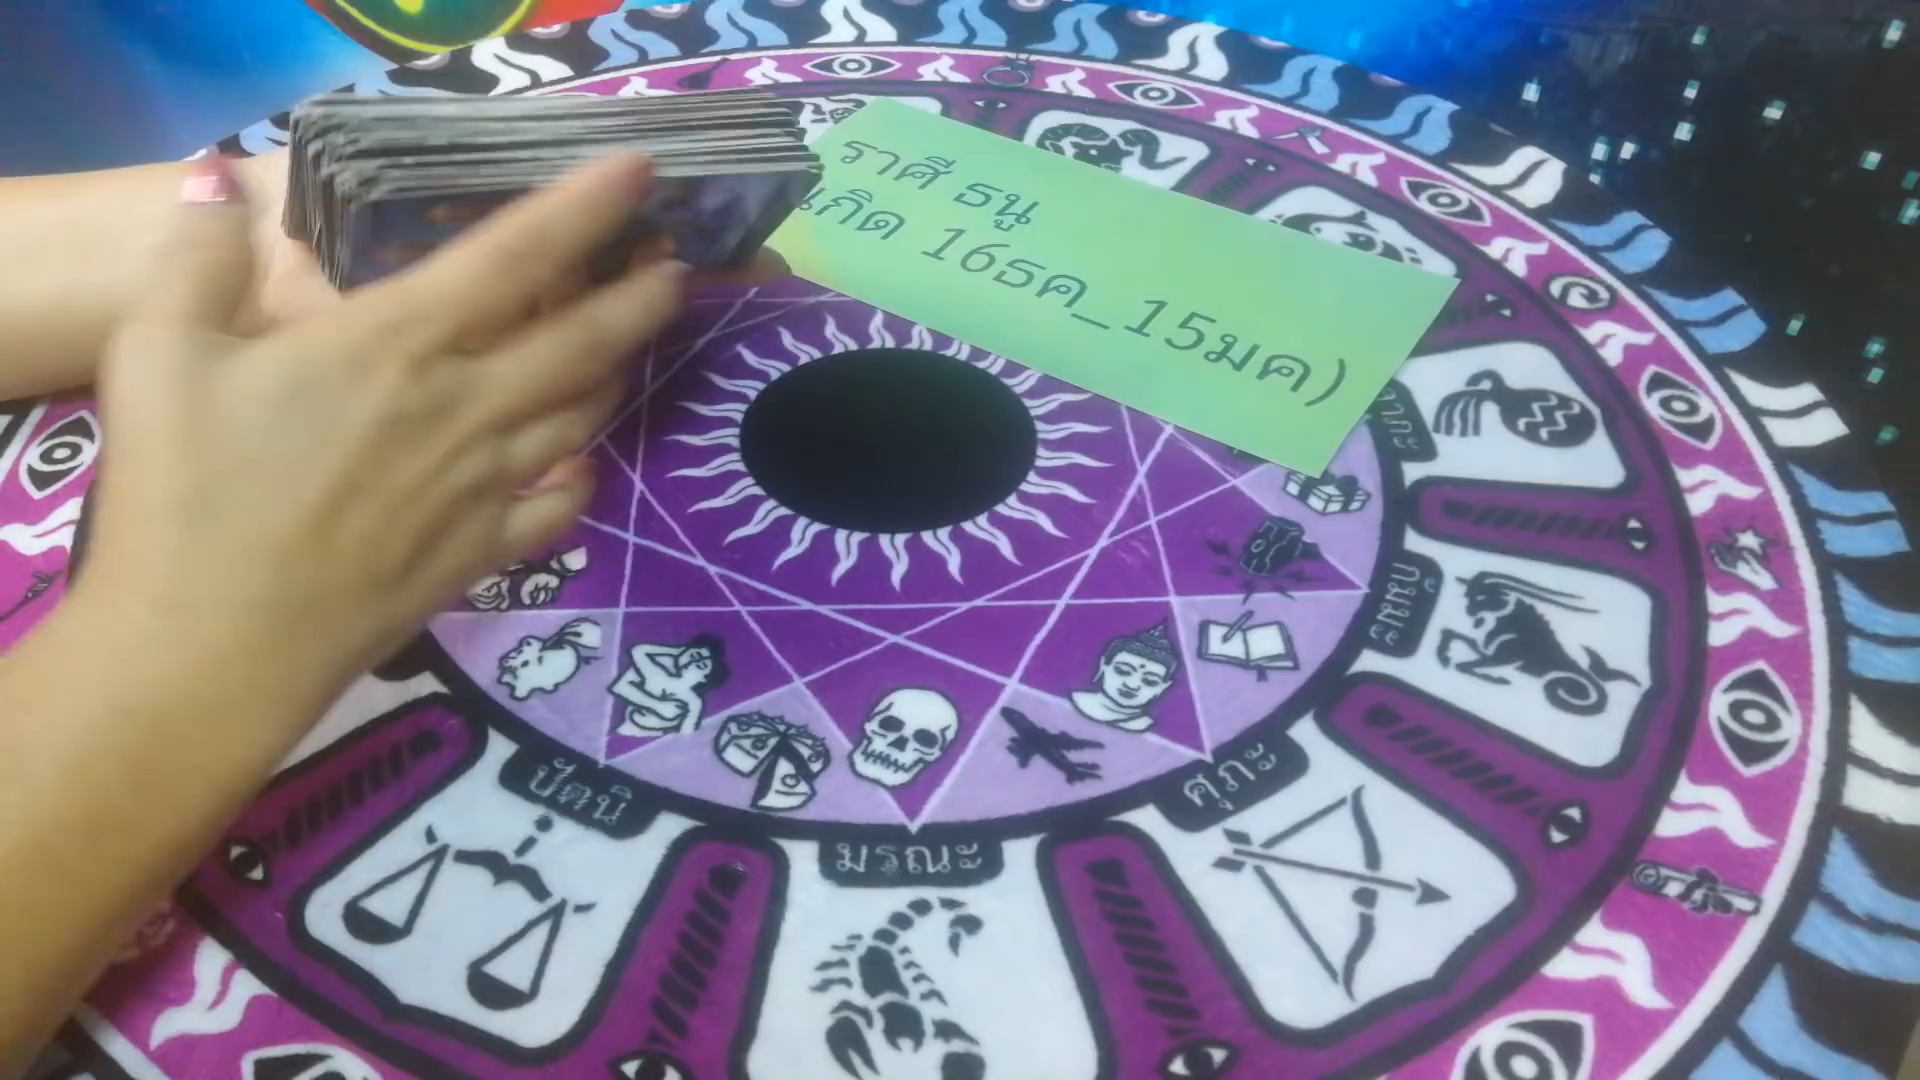 ราศี ธนู
เกิด 16ธค_15มค)
ปัตนิ
มรณะ
ศุภะ
กัมมะ